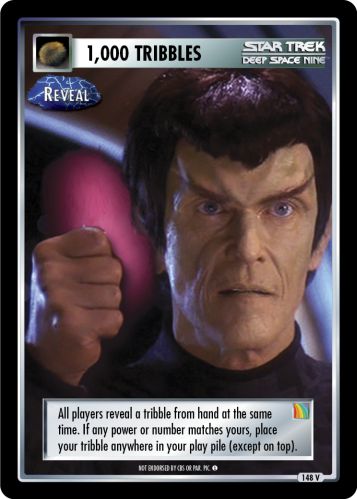 1,000 TRIBBLES
STAR TREK
DEEP SPACE NINE
REVEAL
All players reveal a tribble from hand at the same
time. If any power or number matches yours, place
your tribble anywhere in your play pile (except on top).
NOT ENDORSED BY CBS OR PAR. PIC.
148 V